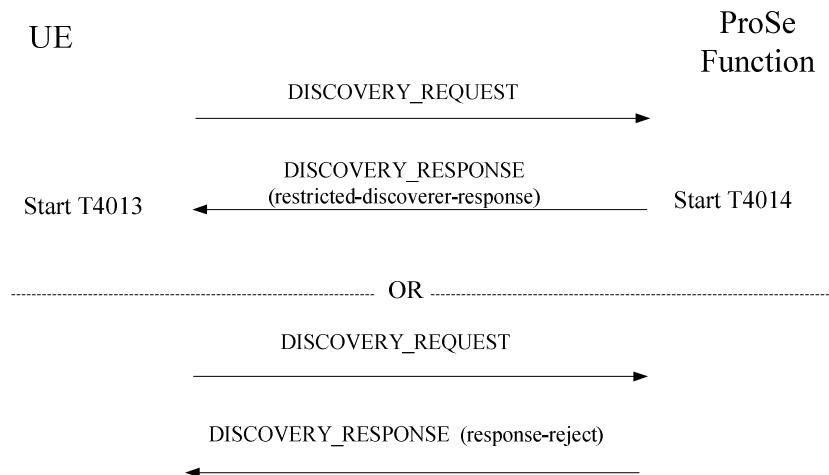 UE
ProSe
Function
DISCOVERY_REQUEST
DISCOVERY_RESPONSE
(restricted-discoverer-response)
Start T4013
Start T4014
OR
DISCOVERY_REQUEST
DISCOVERY_RESPONSE (response-reject)